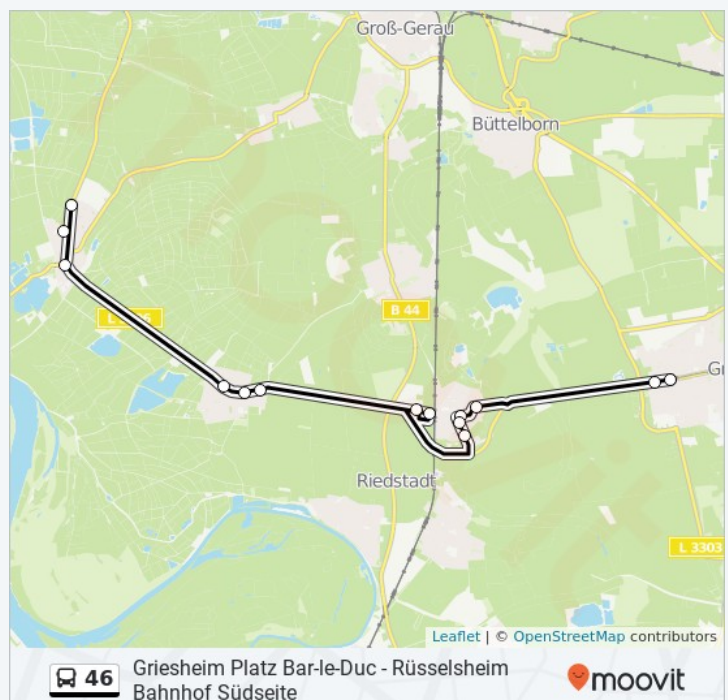 Groß-Gerau
Büttelborn
B 44
Riedstadt
L 3303
Leaflet | © OpenStreetMap contributors
46
Griesheim Platz Bar-le-Duc - Rüsselsheim
Bahnhof Südseite
moovit